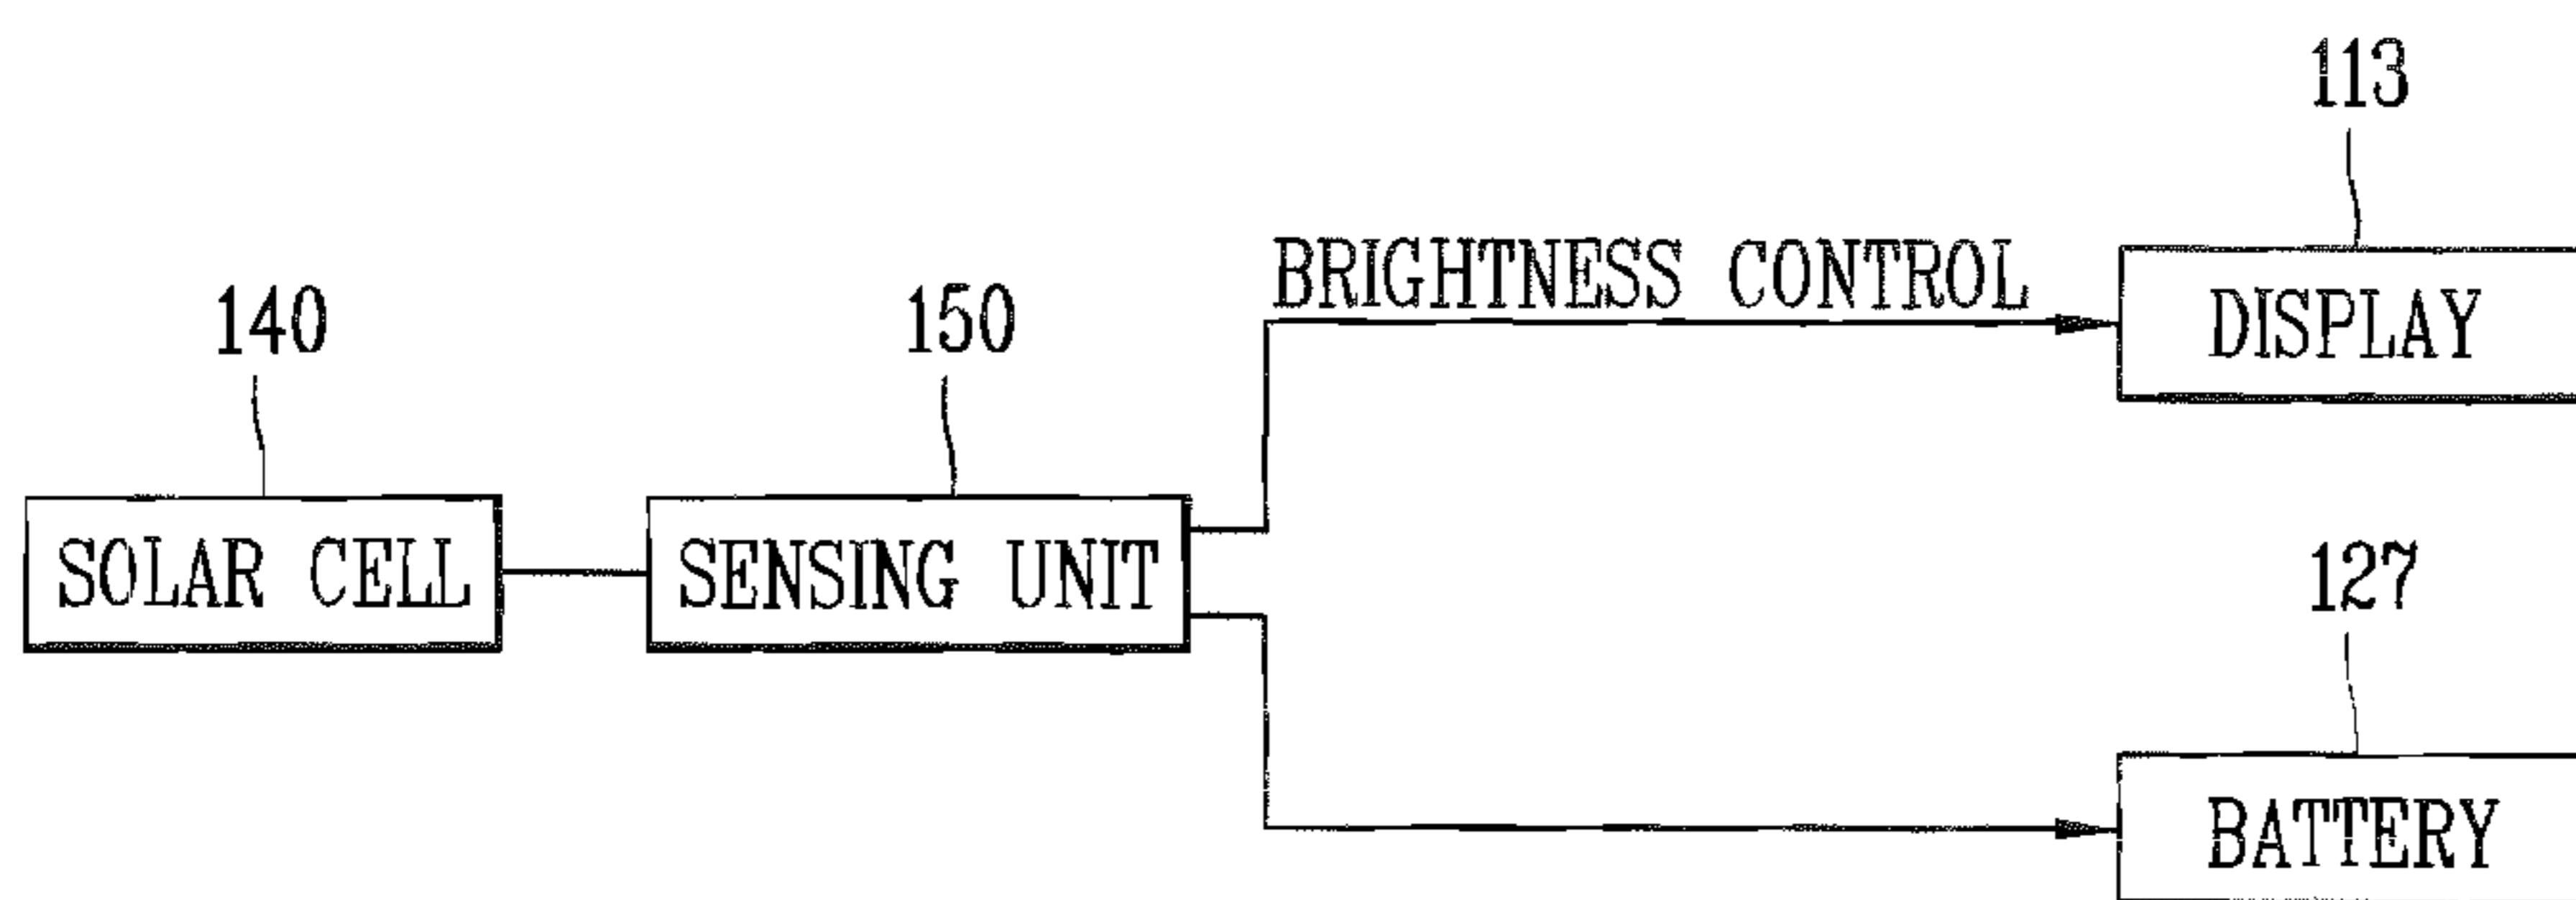 113
BRIGHTNESS CONTROL
DISPLAY
140
150
SOLAR CELL
SENSING UNIT
127
BATTERY